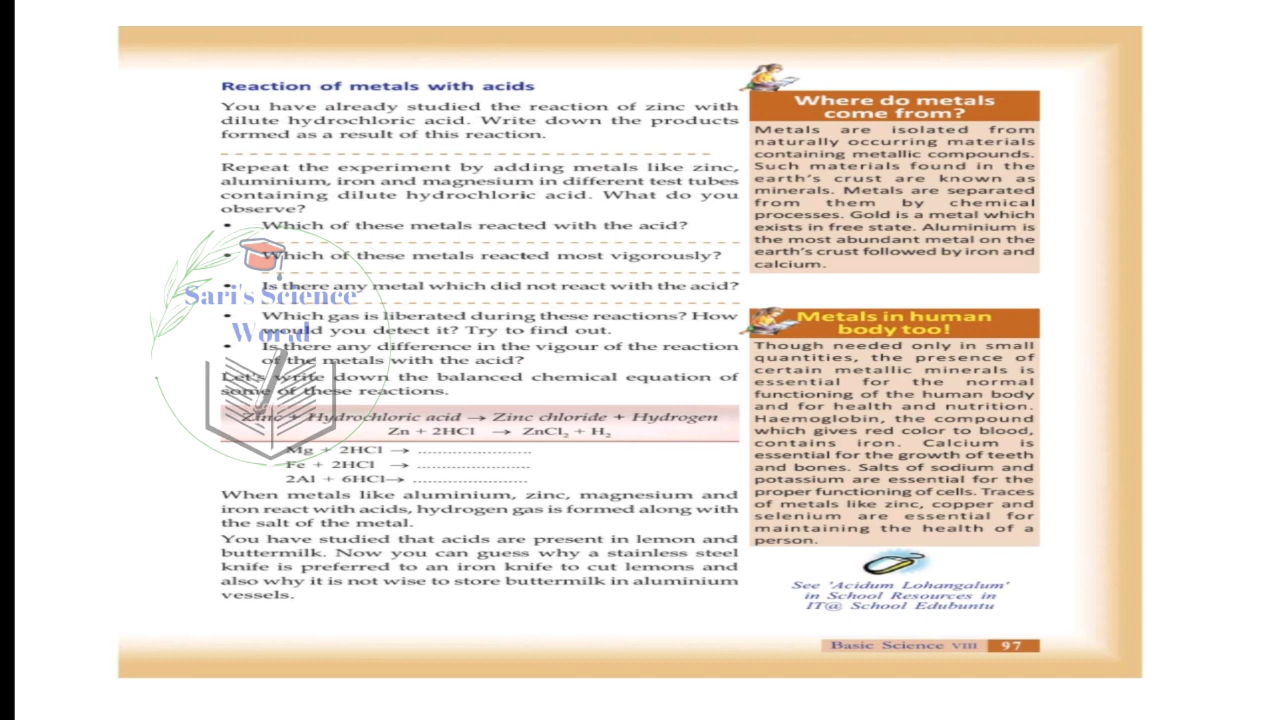 Reaction of metals with acids
You have already studied the reaction of zinc with
dilute hydrochloric acid. Write down the products
formed as a result of this reaction.
Repeat the experiment by adding metals like zinc,
aluminium, iron and magnesium in different test tubes
containing dilute hydrochloric acid. What do you
observe?
• Which of these metals reacted with the acid?
• Which of these metals reacted most vigorously?
• Is there any metal which did not react with the acid?
• Which gas is liberated during these reactions? How
would you detect it? Try to find out.
• Is there any difference in the vigour of the reaction
of the metals with the acid?
Let's write down the balanced chemical equation of
some of these reactions.
Zinc + Hydrochloric acid → Zinc chloride + Hydrogen
Zn + 2HCl → ZnCl₂ + H₂
Mg + 2HCl → ............................
Fe + 2HCl → ............................
2Al + 6HCl→ ............................
When metals like aluminium, zinc, magnesium and
iron react with acids, hydrogen gas is formed along with
the salt of the metal.
You have studied that acids are present in lemon and
buttermilk. Now you can guess why a stainless steel
knife is preferred to an iron knife to cut lemons and
also why it is not wise to store buttermilk in aluminium
vessels.
Sari's Science
World
Where do metals
come from?
Metals are isolated from
naturally occurring materials
containing metallic compounds.
Such materials found in the
earth's crust are known as
minerals. Metals are separated
from them by chemical
processes. Gold is a metal which
exists in free state. Aluminium is
the most abundant metal on the
earth's crust followed by iron and
calcium.
Metals in human
body too!
Though needed only in small
quantities, the presence of
certain metallic minerals is
essential for the normal
functioning of the human body
and for health and nutrition.
Haemoglobin, the compound
which gives red color to blood,
contains iron. Calcium is
essential for the growth of teeth
and bones. Salts of sodium and
potassium are essential for the
proper functioning of cells. Traces
of metals like zinc, copper and
selenium are essential for
maintaining the health of a
person.
See 'Acidum Lohangalum'
in School Resources in
IT@ School Edubuntu
Basic Science VIII 97